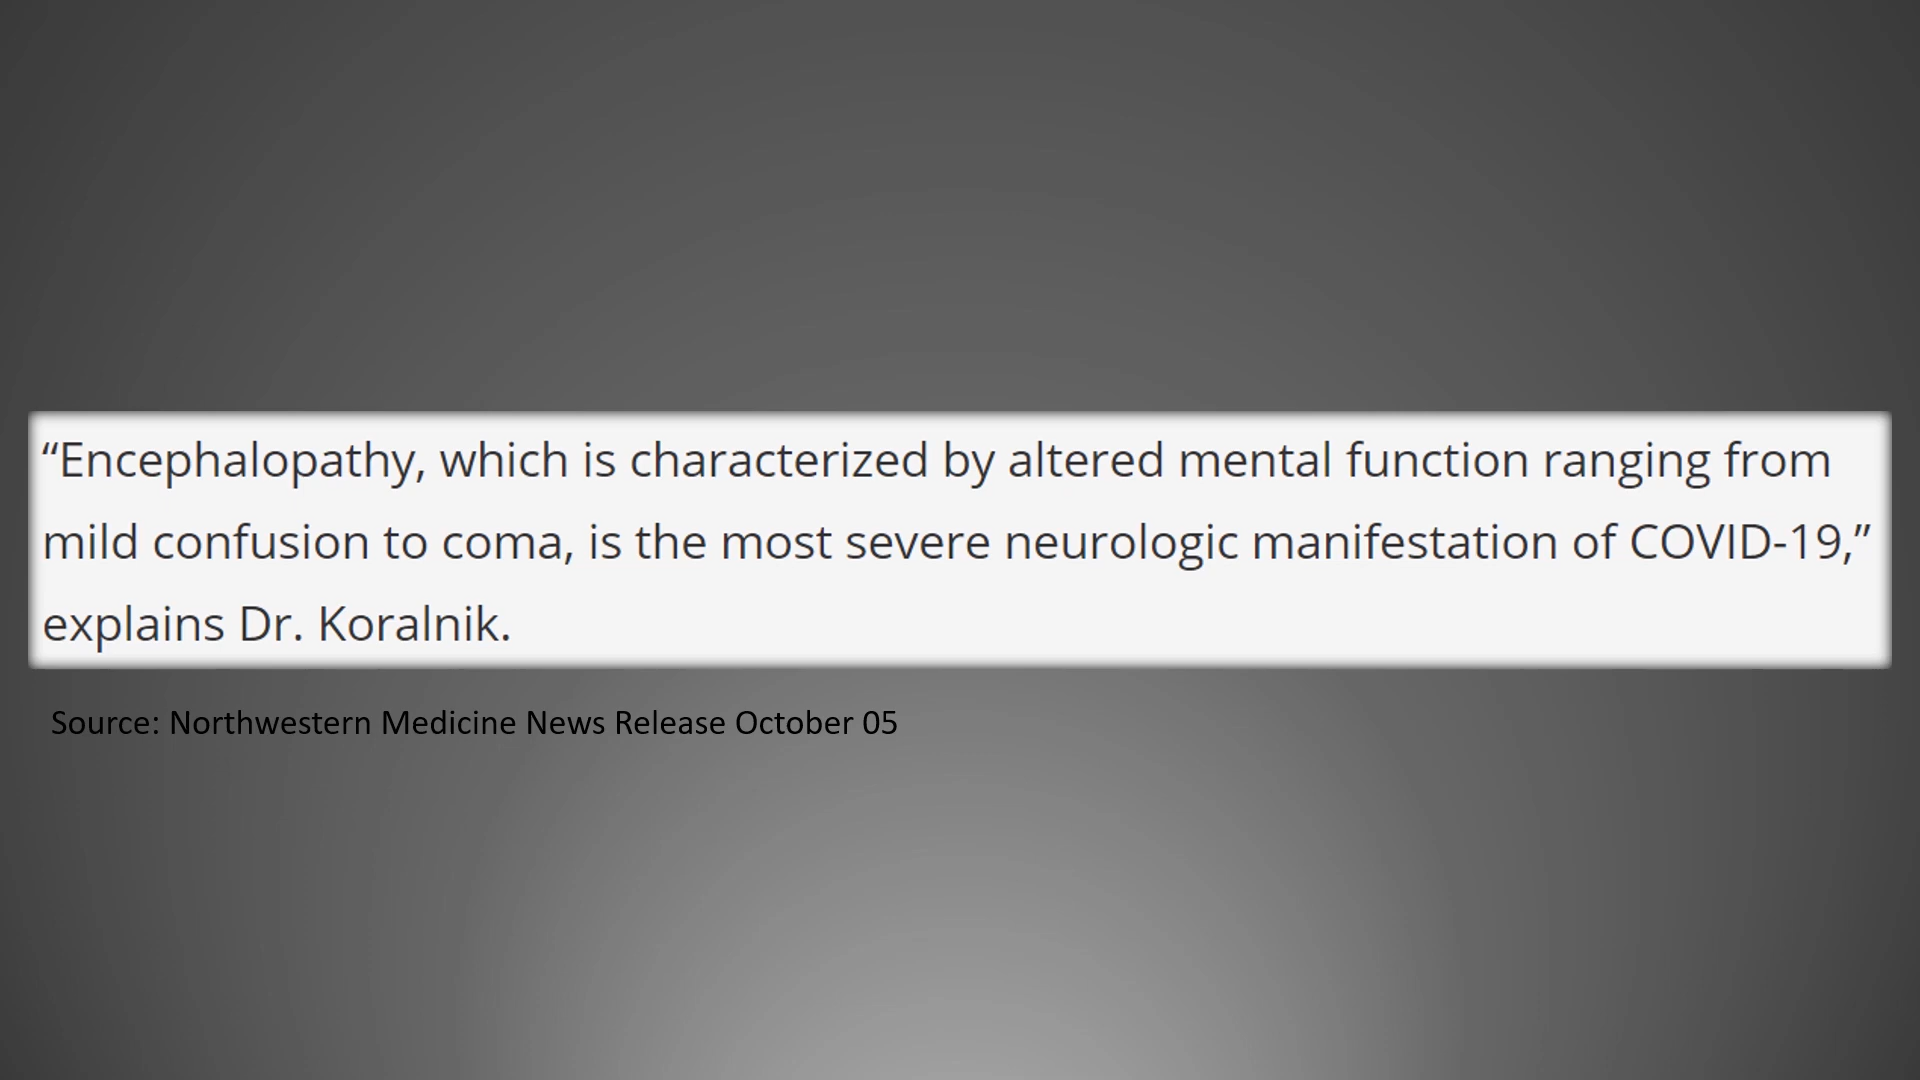 “Encephalopathy, which is characterized by altered mental function ranging from
mild confusion to coma, is the most severe neurologic manifestation of COVID-19,”
explains Dr. Koralnik.
Source: Northwestern Medicine News Release October 05